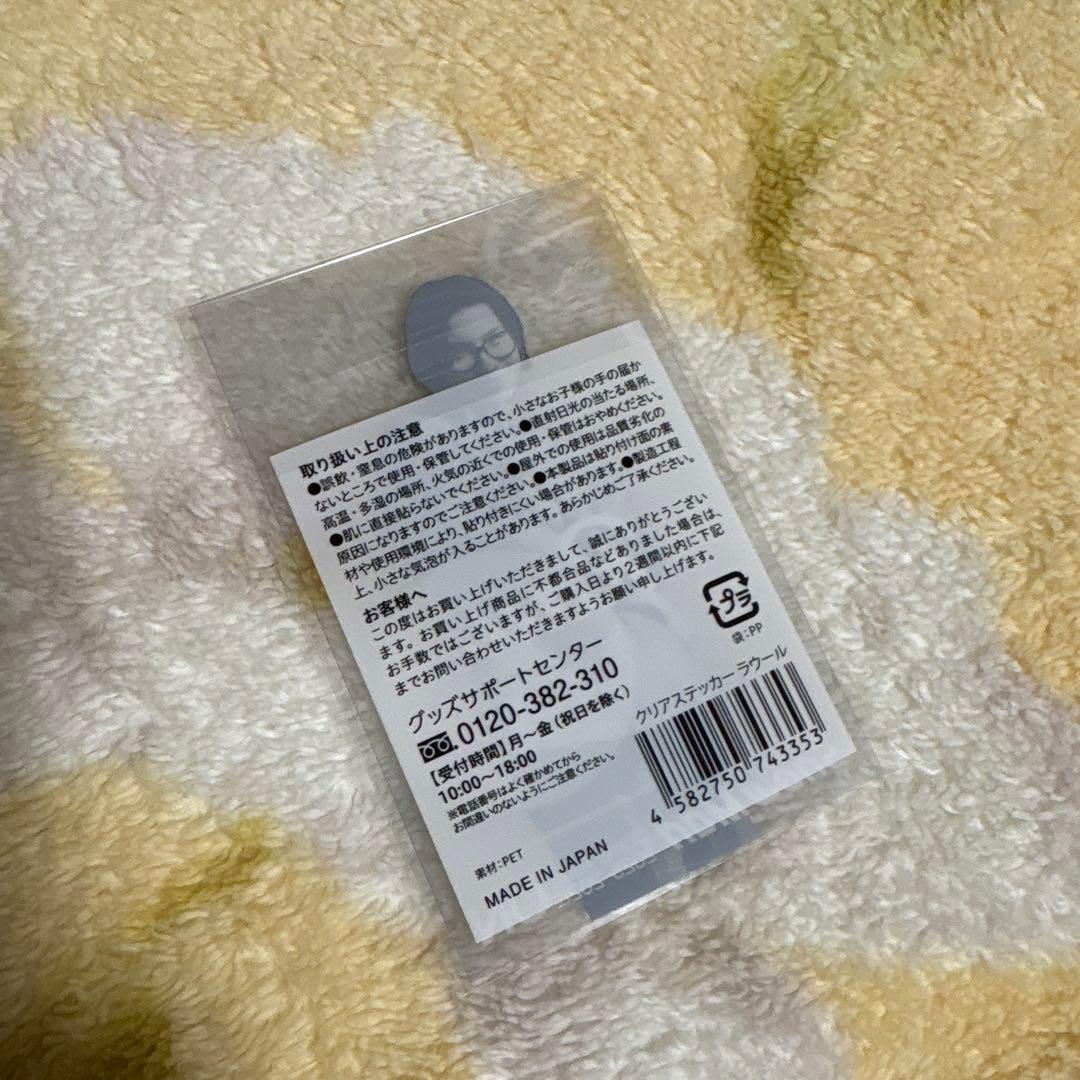 取り扱い上の注意
●誤飲・窒息の危険がありますので、小さなお子様の手の届か
ないところで使用・保管してください。●直射日光の当たる場所、
高温・多湿の場所、火気の近くでの使用・保管はおやめください。
●肌に直接貼らないでください。●屋外での使用は品質劣化の
原因になりますのでご注意ください。●本製品は貼り付け面の素
材や使用環境により、貼り付きにくい場合があります。●製造工程
上、小さな気泡が入ることがあります。あらかじめご了承ください。
お客様へ
この度はお買い上げいただきまして、誠にありがとうござい
ます。お買い上げ商品に不都合品などありました場合は、
お手数ではございますが、ご購入日より2週間以内に下記
までお問い合わせいただきますようお願い申し上げます。
グッズサポートセンター
0120-382-310
【受付時間】月〜金(祝日を除く)
10:00〜18:00
※電話番号はよく確かめてから
お間違いのないようにご注意ください。
素材:PET
MADE IN JAPAN
プラ
袋:PP
クリアステッカー ラウール
4 582750 743353